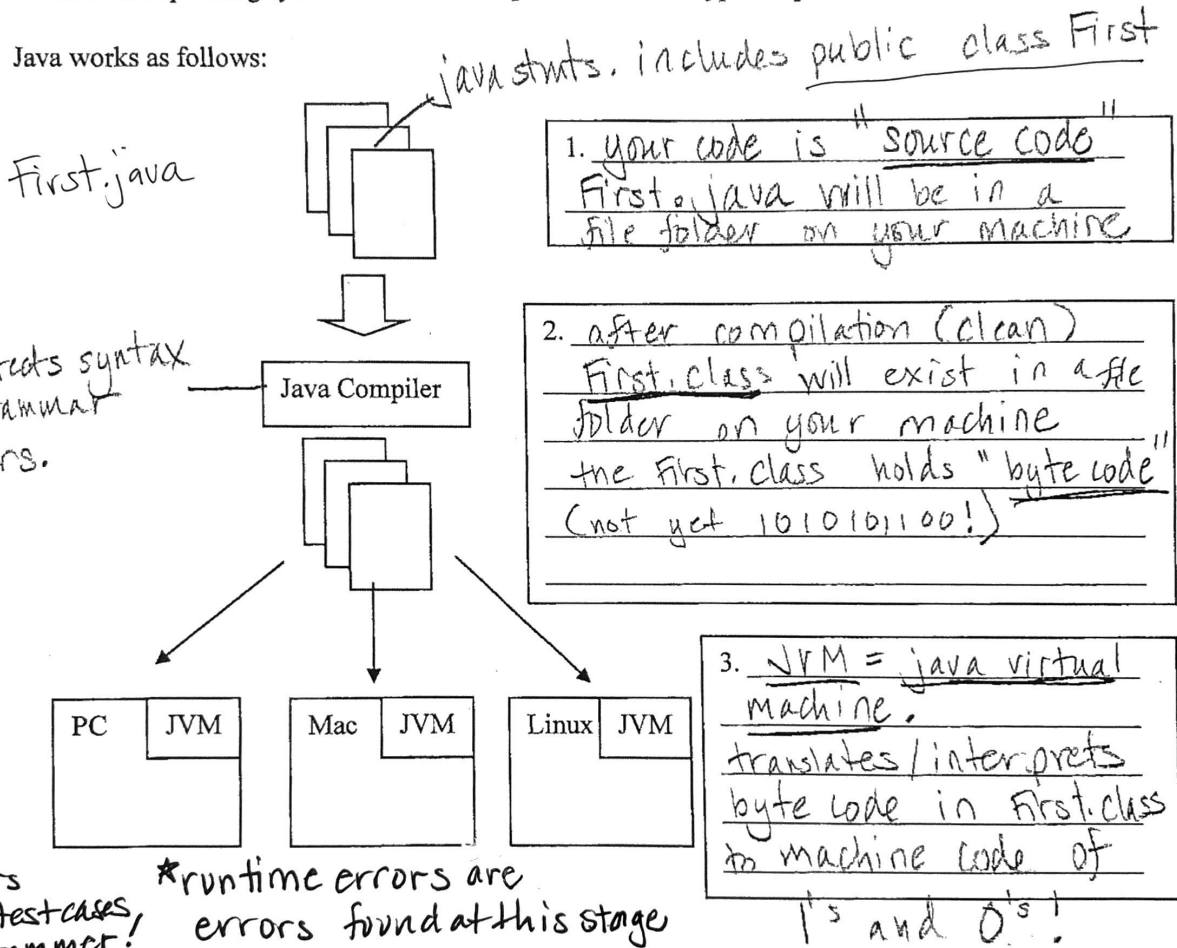 Java works as follows:
java stmts. includes public class First
First.java
1. your code is "source code"
First.java will be in a
file folder on your machine
syntax
Java Compiler
2. after compilation (clean)
First.class will exist in a file
folder on your machine
the First.class holds "byte code"
(not yet 1010101100!)
PC JVM
Mac JVM
Linux JVM
3. JVM = java virtual
machine.
translates/interprets
byte code in First.class
to machine code of
1's and 0's!
*runtime errors are
errors found at this stage
test cases,